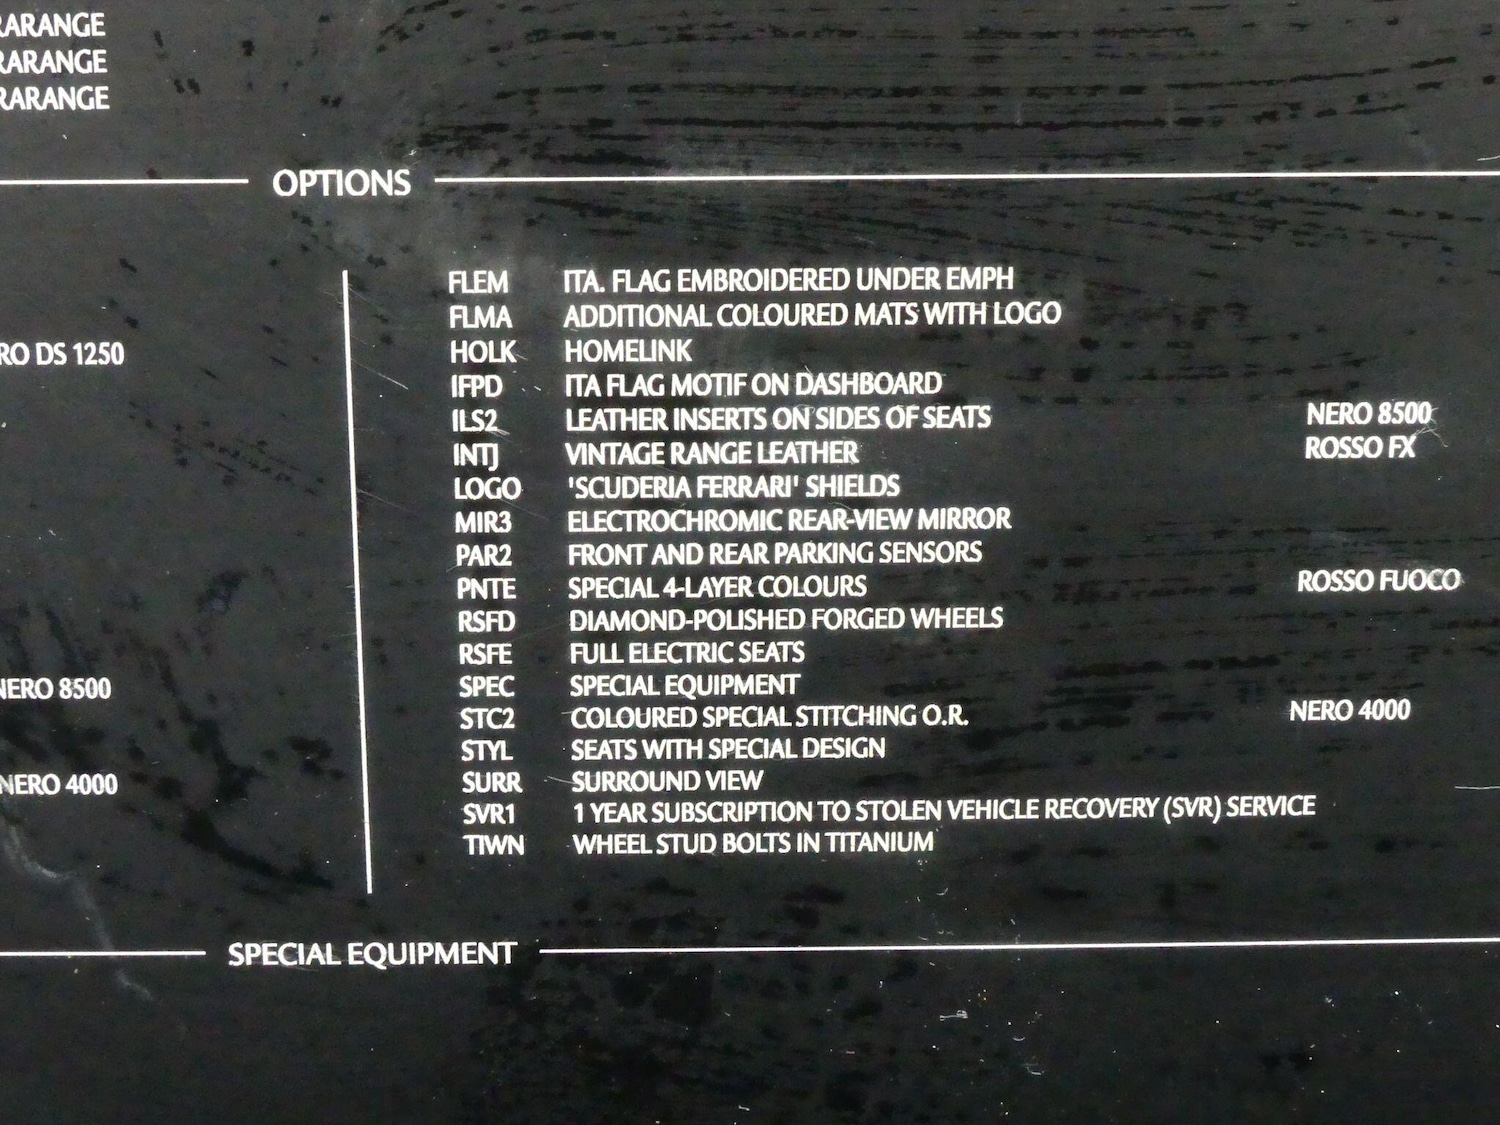 RARANGE
RARANGE
RARANGE
OPTIONS
FLEM ITA. FLAG EMBROIDERED UNDER EMPH
FLMA ADDITIONAL COLOURED MATS WITH LOGO
RO DS 1250 HOLK HOMELINK
IFPD ITA FLAG MOTIF ON DASHBOARD
ILS2 LEATHER INSERTS ON SIDES OF SEATS NERO 8500
INTJ VINTAGE RANGE LEATHER ROSSO FX
LOGO 'SCUDERIA FERRARI' SHIELDS
MIR3 ELECTROCHROMIC REAR-VIEW MIRROR
PAR2 FRONT AND REAR PARKING SENSORS
PNTE SPECIAL 4-LAYER COLOURS ROSSO FUOCO
RSFD DIAMOND-POLISHED FORGED WHEELS
RSFE FULL ELECTRIC SEATS
NERO 8500 SPEC SPECIAL EQUIPMENT
STC2 COLOURED SPECIAL STITCHING O.R. NERO 4000
STYL SEATS WITH SPECIAL DESIGN
NERO 4000 SURR SURROUND VIEW
SVR1 1 YEAR SUBSCRIPTION TO STOLEN VEHICLE RECOVERY (SVR) SERVICE
TIWN WHEEL STUD BOLTS IN TITANIUM
SPECIAL EQUIPMENT